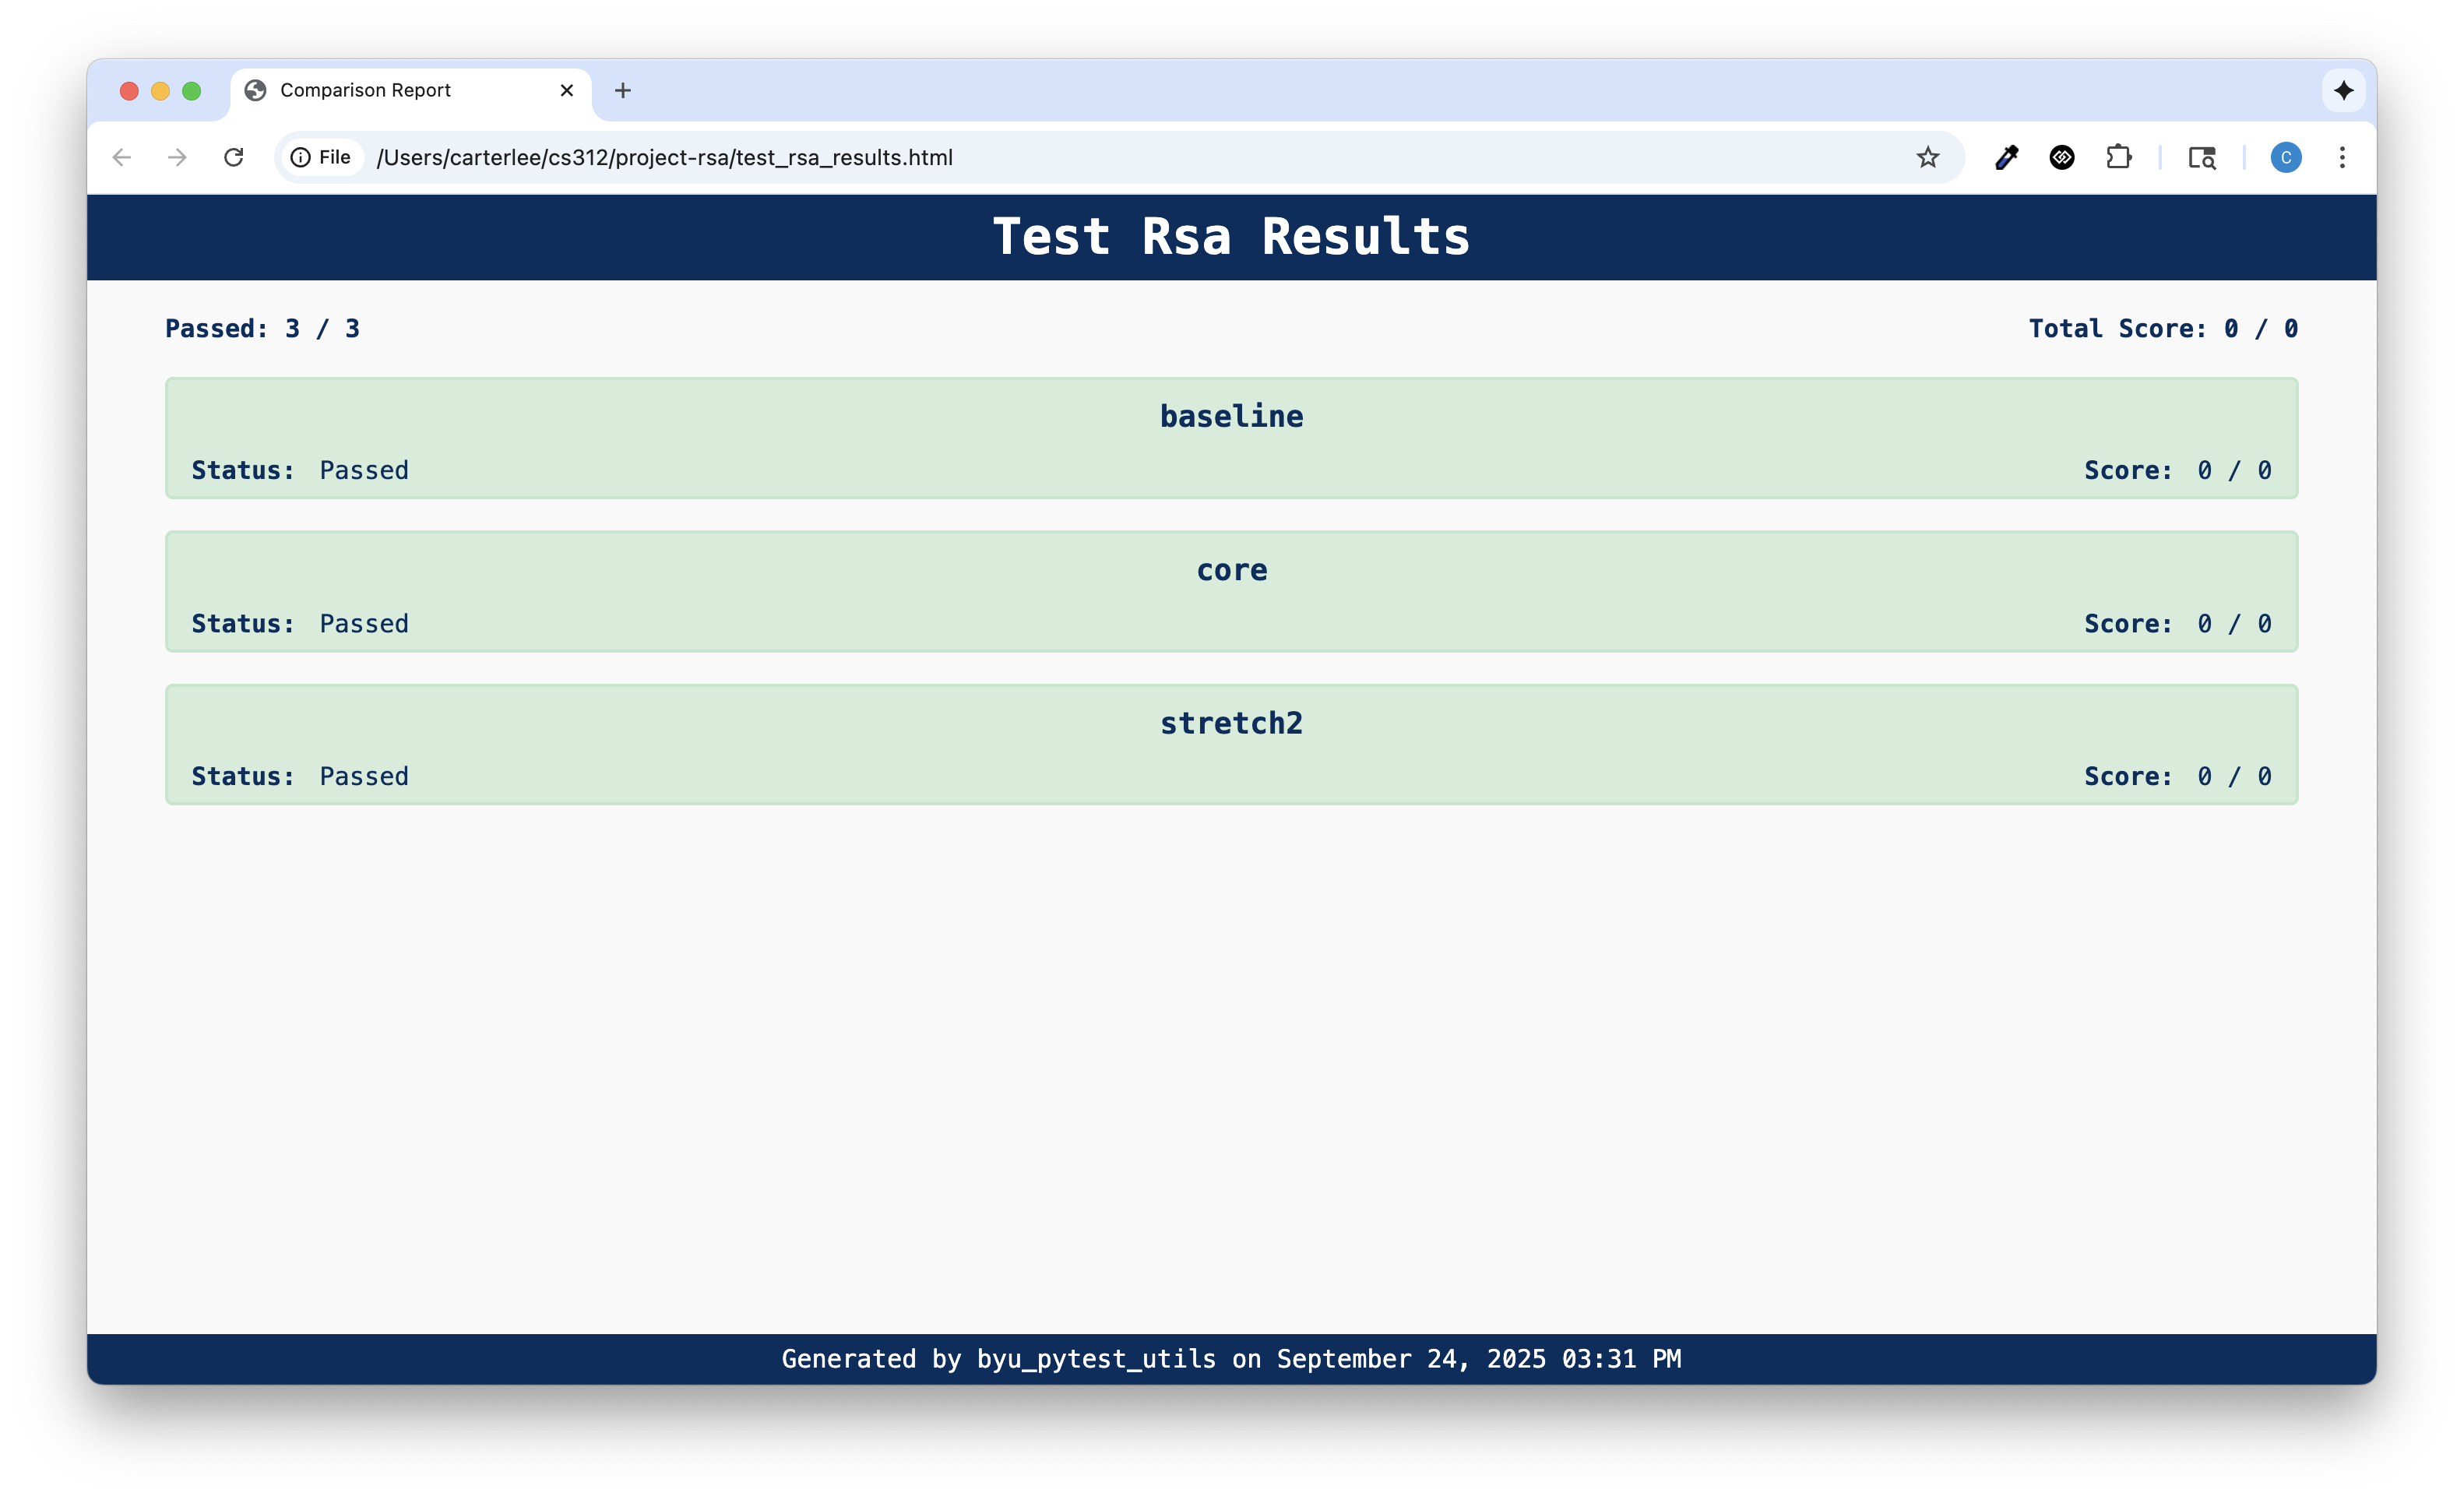 Comparison Report
File /Users/carterlee/cs312/project-rsa/test_rsa_results.html
C
Test Rsa Results
Passed: 3 / 3 Total Score: 0 / 0
baseline
Status: Passed Score: 0 / 0
core
Status: Passed Score: 0 / 0
stretch2
Status: Passed Score: 0 / 0
Generated by byu_pytest_utils on September 24, 2025 03:31 PM